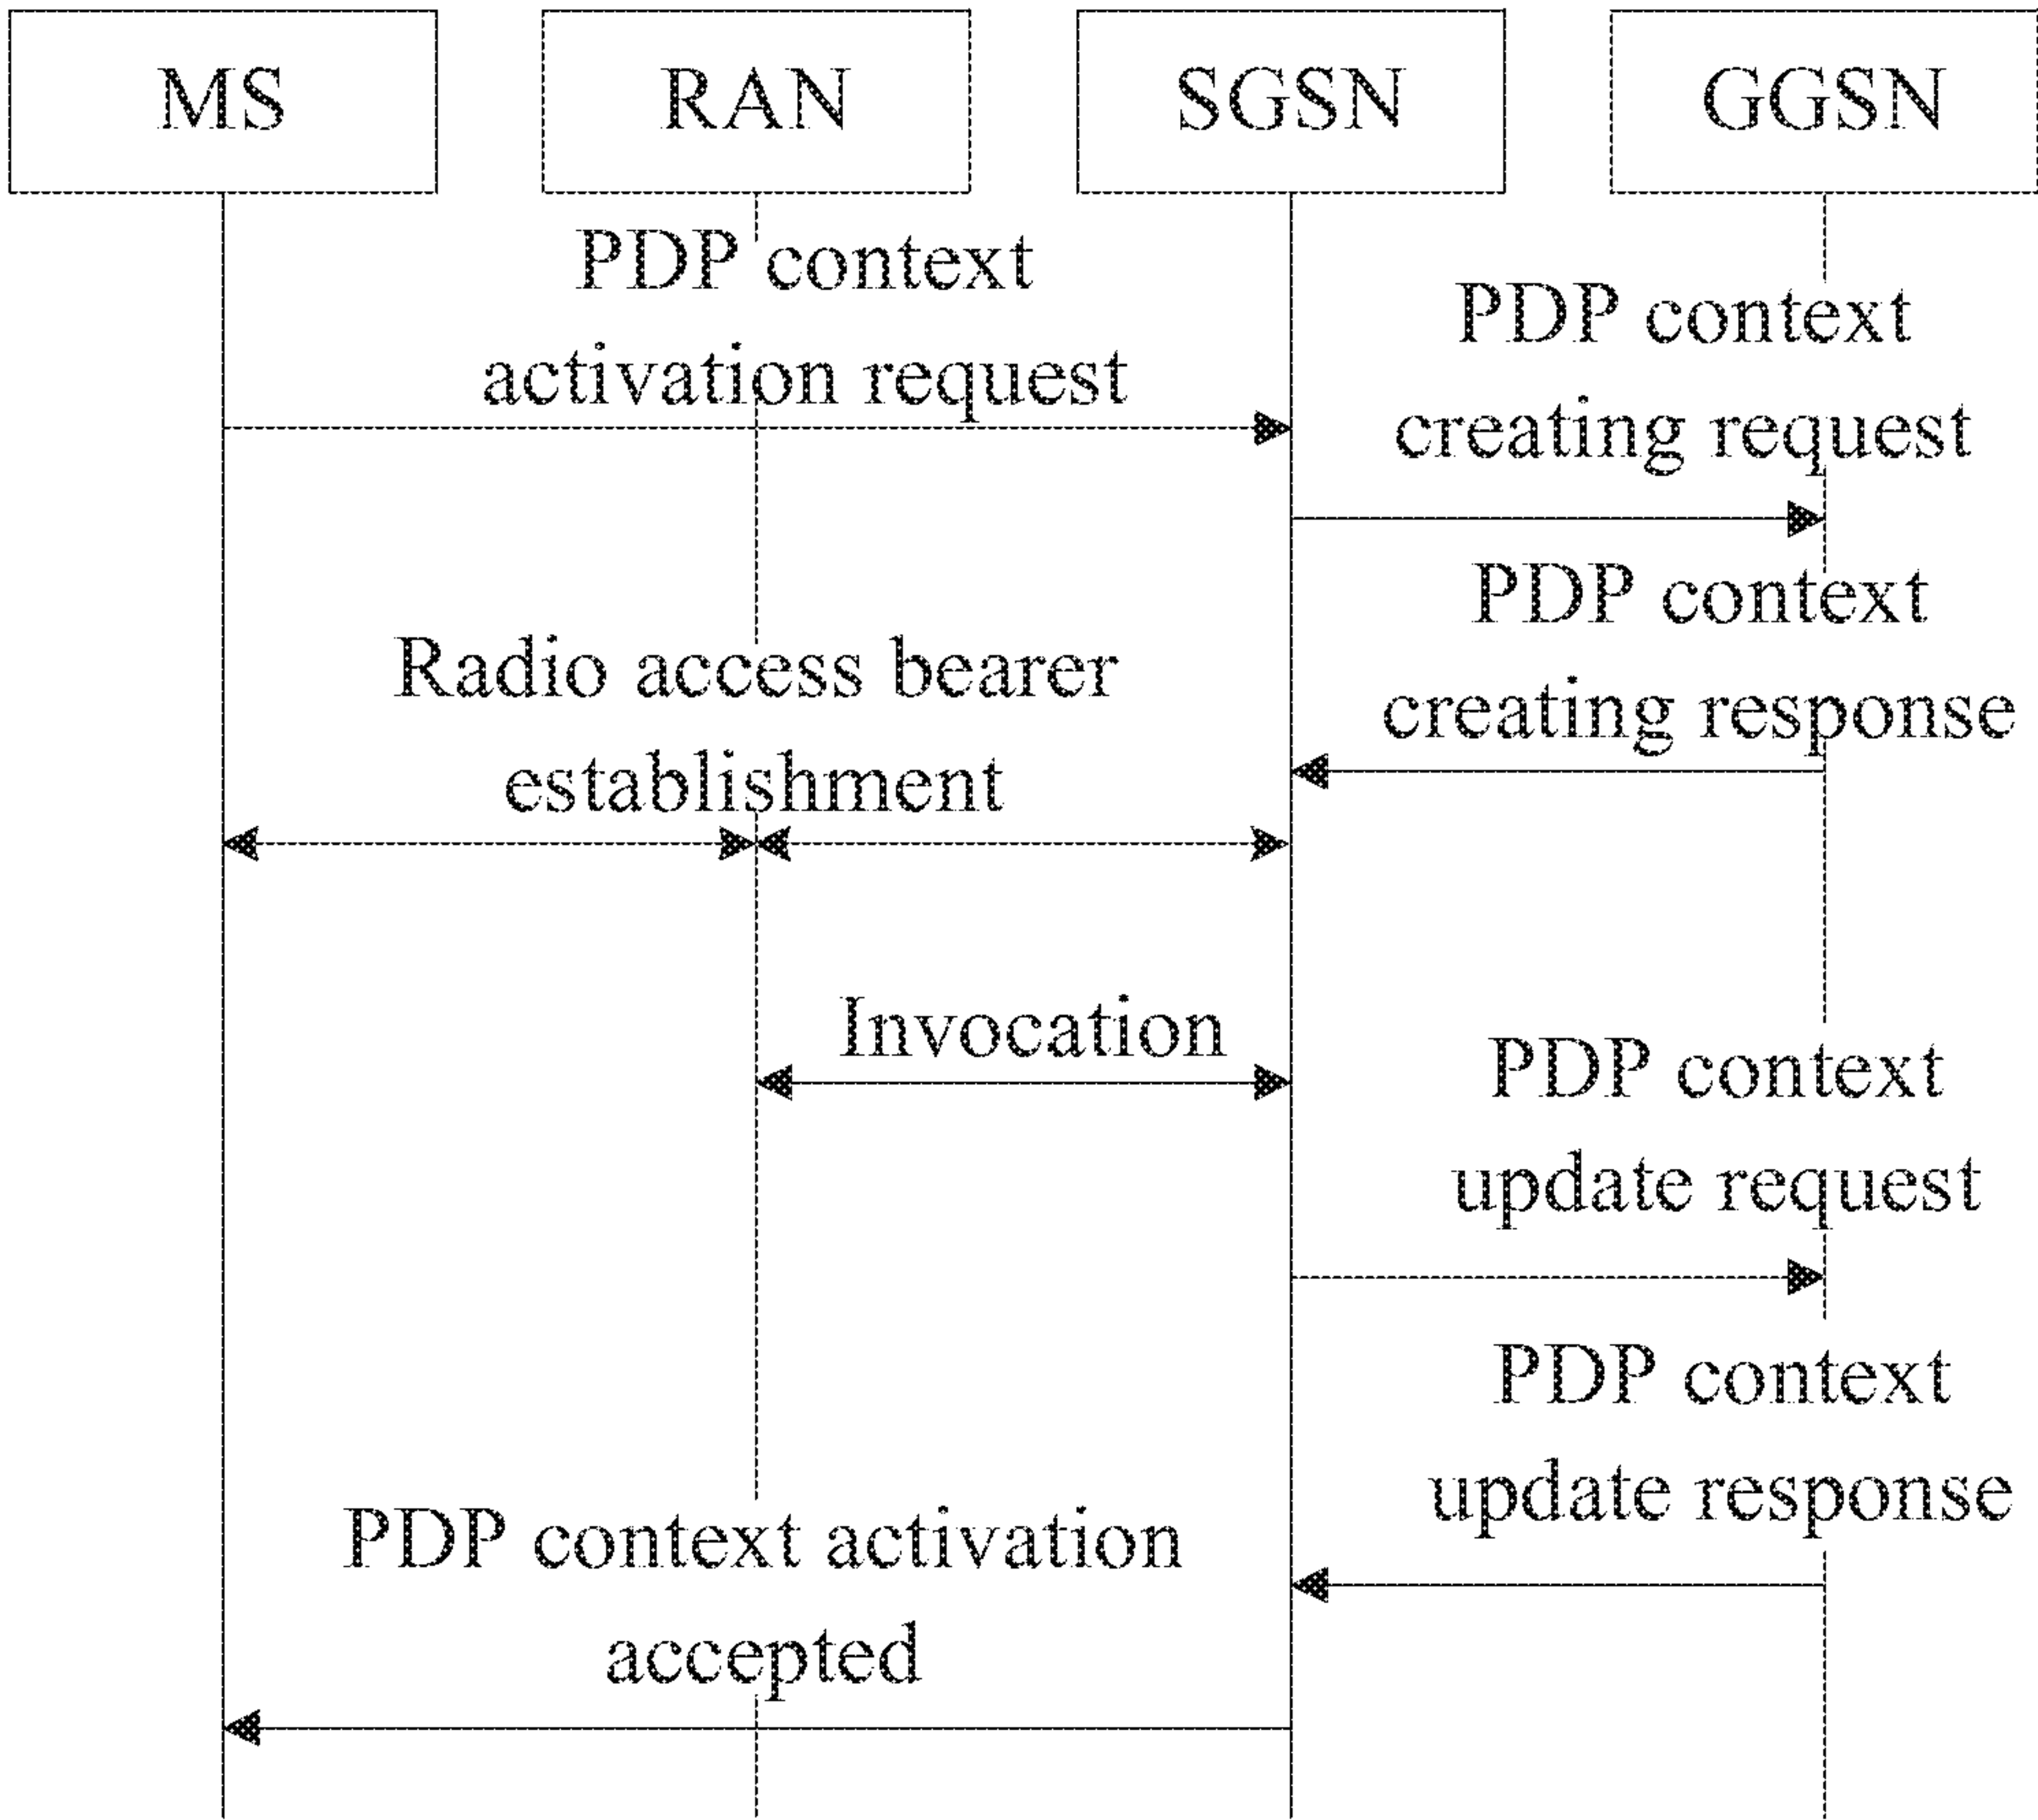 MS
RAN
SGSN
GGSN
PDP context
activation request
PDP context
creating request
PDP context
creating response
Radio access bearer
establishment
Invocation
PDP context
update request
PDP context
update response
PDP context activation
accepted